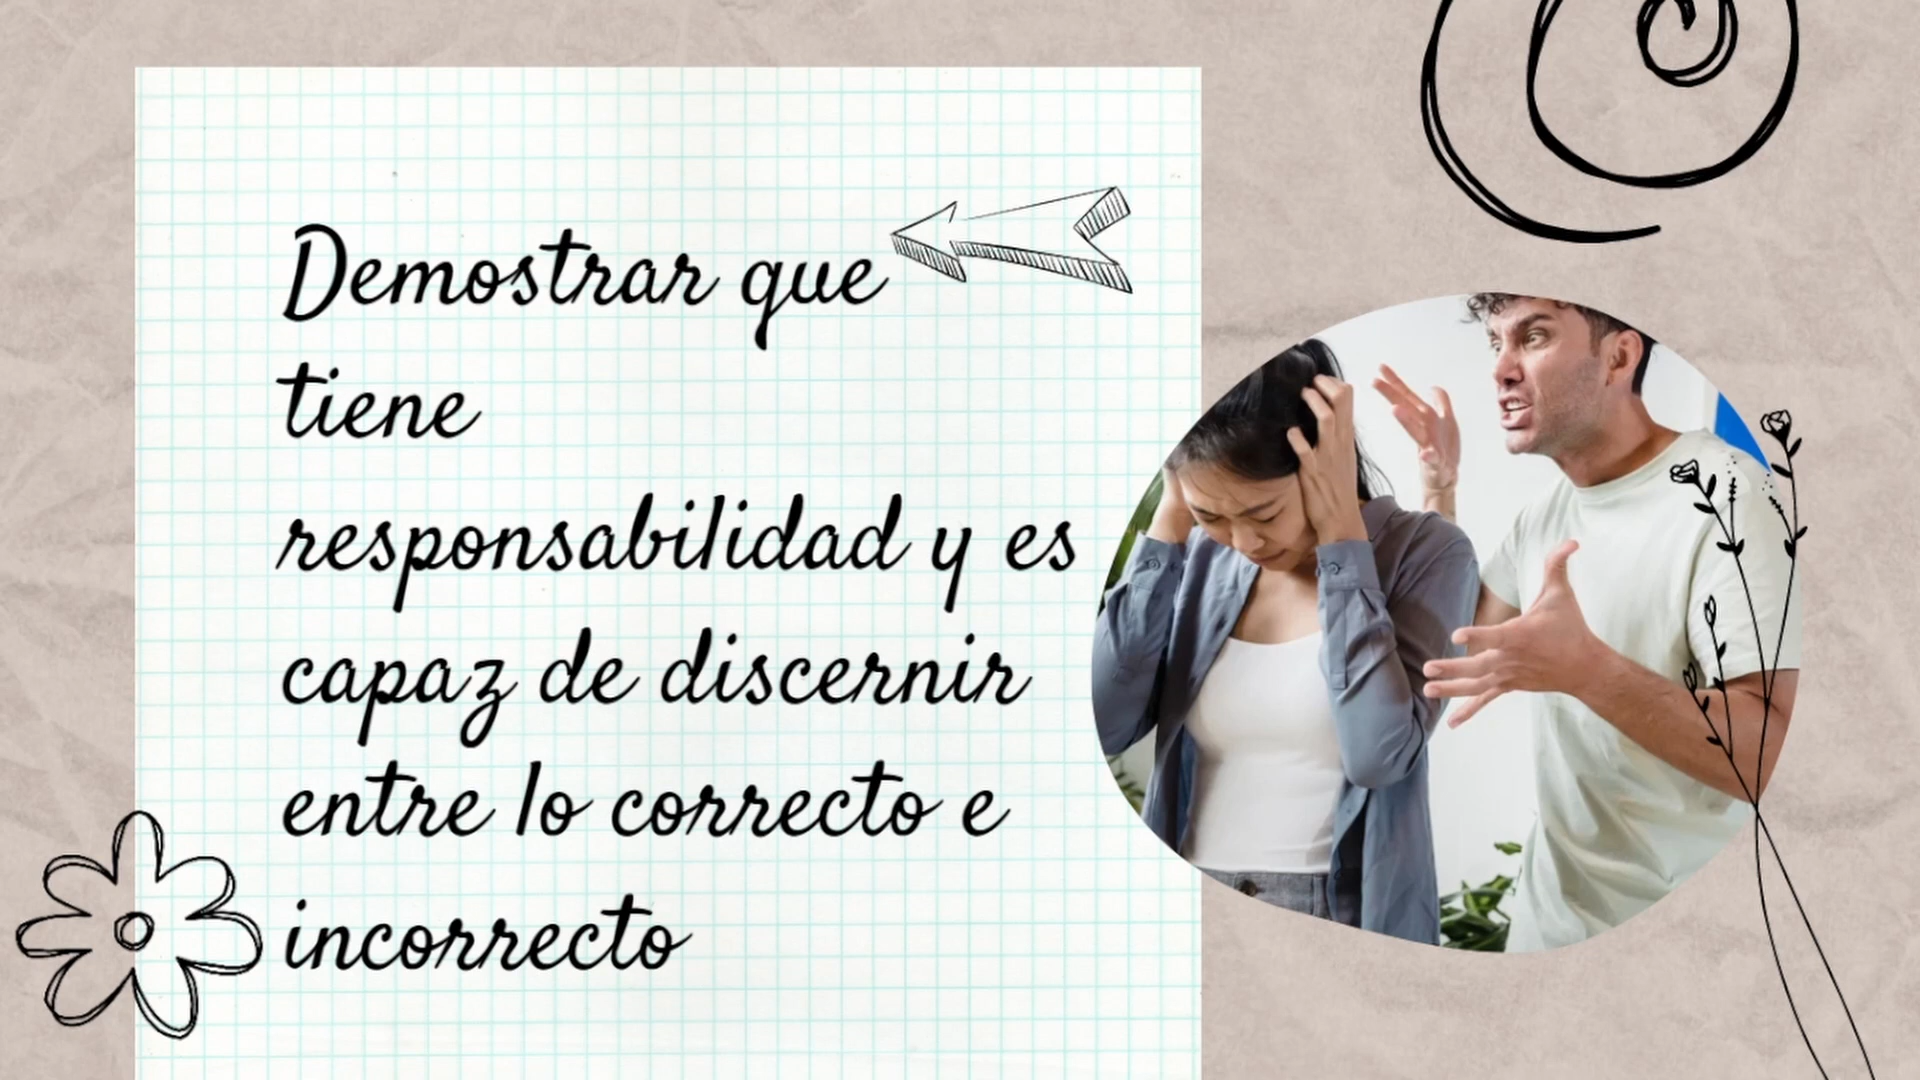 Demostrar que
tiene
responsabilidad y es
capaz de discernir
entre lo correcto e
incorrecto